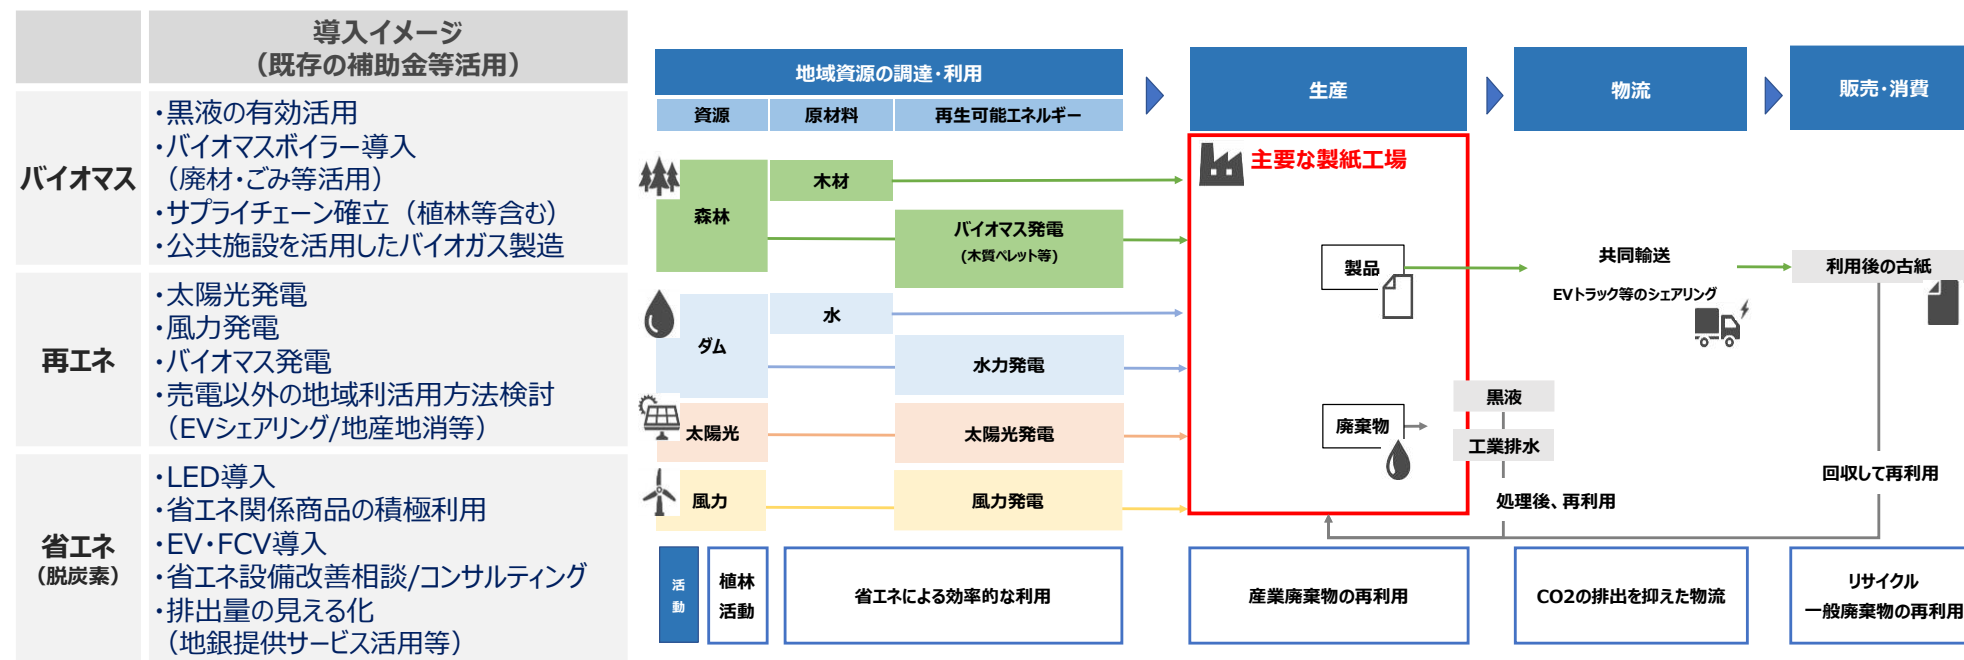 導入イメージ
（既存の補助金等活用）
バイオマス
・黒液の有効活用
・バイオマスボイラー導入
（廃材・ごみ等活用）
・サプライチェーン確立（植林等含む）
・公共施設を活用したバイオガス製造
再エネ
・太陽光発電
・風力発電
・バイオマス発電
・売電以外の地域利活用方法検討
（EVシェアリング/地産地消等）
省エネ
（脱炭素）
・LED導入
・省エネ関係商品の積極利用
・EV・FCV導入
・省エネ設備改善相談/コンサルティング
・排出量の見える化
（地銀提供サービス活用等）
地域資源の調達・利用
生産
物流
販売・消費
資源
原材料
再生可能エネルギー
森林
木材
バイオマス発電
(木質ペレット等)
ダム
水
水力発電
太陽光
太陽光発電
風力
風力発電
主要な製紙工場
製品
廃棄物
黒液
工業排水
処理後、再利用
共同輸送
EVトラック等のシェアリング
利用後の古紙
回収して再利用
活
動
植林
活動
省エネによる効率的な利用
産業廃棄物の再利用
CO2の排出を抑えた物流
リサイクル
一般廃棄物の再利用